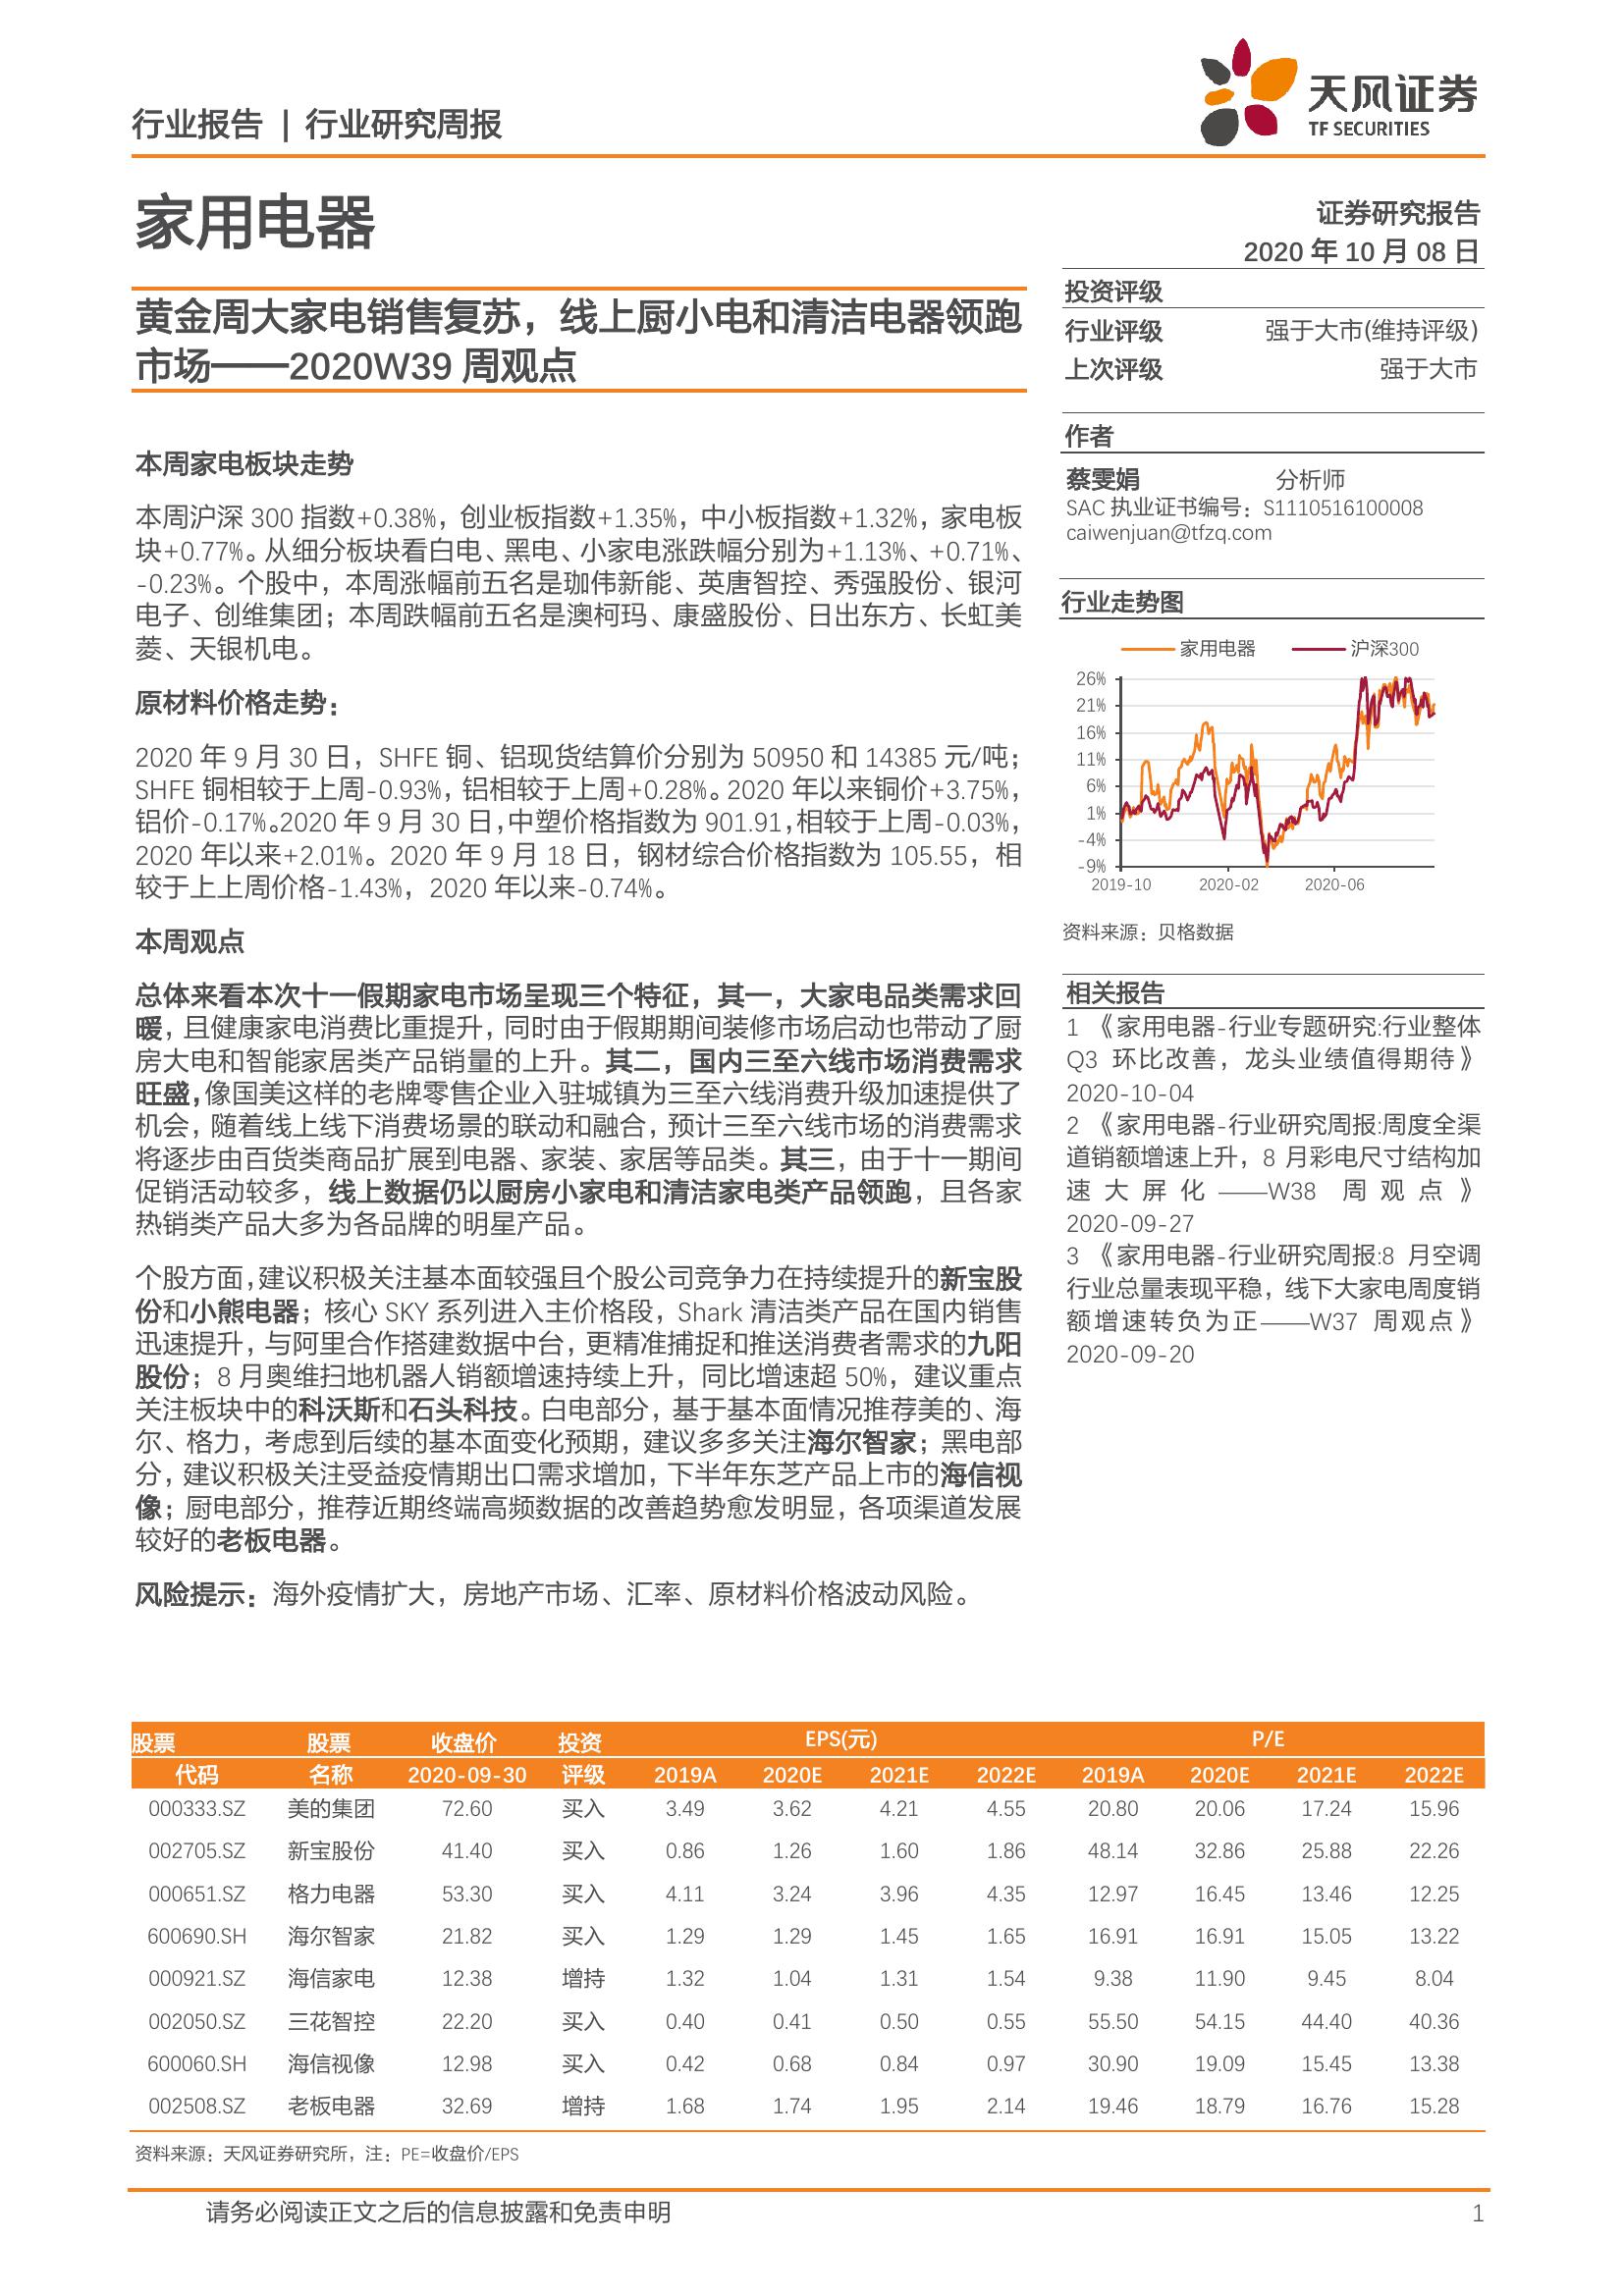 行业报告 | 行业研究周报
天风证券
TF SECURITIES
家用电器
证券研究报告
2020 年 10 月 08 日
黄金周大家电销售复苏，线上厨小电和清洁电器领跑
市场——2020W39 周观点
投资评级
行业评级 强于大市(维持评级)
上次评级 强于大市
作者
蔡雯娟 分析师
SAC 执业证书编号：S1110516100008
caiwenjuan@tfzq.com
本周家电板块走势
本周沪深 300 指数+0.38%，创业板指数+1.35%，中小板指数+1.32%，家电板
块+0.77%。从细分板块看白电、黑电、小家电涨跌幅分别为+1.13%、+0.71%、
-0.23%。个股中，本周涨幅前五名是珈伟新能、英唐智控、秀强股份、银河
电子、创维集团；本周跌幅前五名是澳柯玛、康盛股份、日出东方、长虹美
菱、天银机电。
原材料价格走势：
2020 年 9 月 30 日，SHFE 铜、铝现货结算价分别为 50950 和 14385 元/吨；
SHFE 铜相较于上周-0.93%，铝相较于上周+0.28%。2020 年以来铜价+3.75%，
铝价-0.17%。2020 年 9 月 30 日，中塑价格指数为 901.91，相较于上周-0.03%，
2020 年以来+2.01%。2020 年 9 月 18 日，钢材综合价格指数为 105.55，相
较于上上周价格-1.43%，2020 年以来-0.74%。
本周观点
总体来看本次十一假期家电市场呈现三个特征，其一，大家电品类需求回
暖，且健康家电消费比重提升，同时由于假期期间装修市场启动也带动了厨
房大电和智能家居类产品销量的上升。其二，国内三至六线市场消费需求
旺盛，像国美这样的老牌零售企业入驻城镇为三至六线消费升级加速提供了
机会，随着线上线下消费场景的联动和融合，预计三至六线市场的消费需求
将逐步由百货类商品扩展到电器、家装、家居等品类。其三，由于十一期间
促销活动较多，线上数据仍以厨房小家电和清洁家电类产品领跑，且各家
热销类产品大多为各品牌的明星产品。
个股方面，建议积极关注基本面较强且个股公司竞争力在持续提升的新宝股
份和小熊电器；核心 SKY 系列进入主价格段，Shark 清洁类产品在国内销售
迅速提升，与阿里合作搭建数据中台，更精准捕捉和推送消费者需求的九阳
股份；8 月奥维扫地机器人销额增速持续上升，同比增速超 50%，建议重点
关注板块中的科沃斯和石头科技。白电部分，基于基本面情况推荐美的、海
尔、格力，考虑到后续的基本面变化预期，建议多多关注海尔智家；黑电部
分，建议积极关注受益疫情期出口需求增加，下半年东芝产品上市的海信视
像；厨电部分，推荐近期终端高频数据的改善趋势愈发明显，各项渠道发展
较好的老板电器。
风险提示：海外疫情扩大，房地产市场、汇率、原材料价格波动风险。
行业走势图
家用电器 沪深300
26%
21%
16%
11%
6%
1%
-4%
-9%
2019-10 2020-02 2020-06
资料来源：贝格数据
相关报告
1 《家用电器-行业专题研究:行业整体
Q3 环比改善，龙头业绩值得期待》
2020-10-04
2 《家用电器-行业研究周报:周度全渠
道销额增速上升，8 月彩电尺寸结构加
速大屏化——W38 周观点》
2020-09-27
3 《家用电器-行业研究周报:8 月空调
行业总量表现平稳，线下大家电周度销
额增速转负为正——W37 周观点》
2020-09-20
股票 股票 收盘价 投资 EPS(元) P/E
代码 名称 2020-09-30 评级 2019A 2020E 2021E 2022E 2019A 2020E 2021E 2022E
000333.SZ 美的集团 72.60 买入 3.49 3.62 4.21 4.55 20.80 20.06 17.24 15.96
002705.SZ 新宝股份 41.40 买入 0.86 1.26 1.60 1.86 48.14 32.86 25.88 22.26
000651.SZ 格力电器 53.30 买入 4.11 3.24 3.96 4.35 12.97 16.45 13.46 12.25
600690.SH 海尔智家 21.82 买入 1.29 1.29 1.45 1.65 16.91 16.91 15.05 13.22
000921.SZ 海信家电 12.38 增持 1.32 1.04 1.31 1.54 9.38 11.90 9.45 8.04
002050.SZ 三花智控 22.20 买入 0.40 0.41 0.50 0.55 55.50 54.15 44.40 40.36
600060.SH 海信视像 12.98 买入 0.42 0.68 0.84 0.97 30.90 19.09 15.45 13.38
002508.SZ 老板电器 32.69 增持 1.68 1.74 1.95 2.14 19.46 18.79 16.76 15.28
资料来源：天风证券研究所，注：PE=收盘价/EPS
请务必阅读正文之后的信息披露和免责申明 1